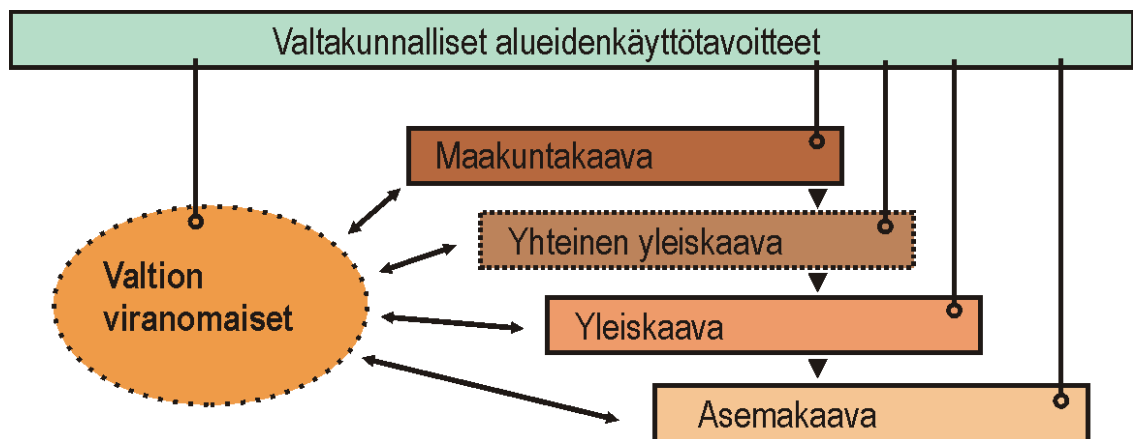 Valtakunnalliset alueidenkäyttötavoitteet
Maakuntakaava
Yhteinen yleiskaava
Valtion
viranomaiset
Yleiskaava
Asemakaava